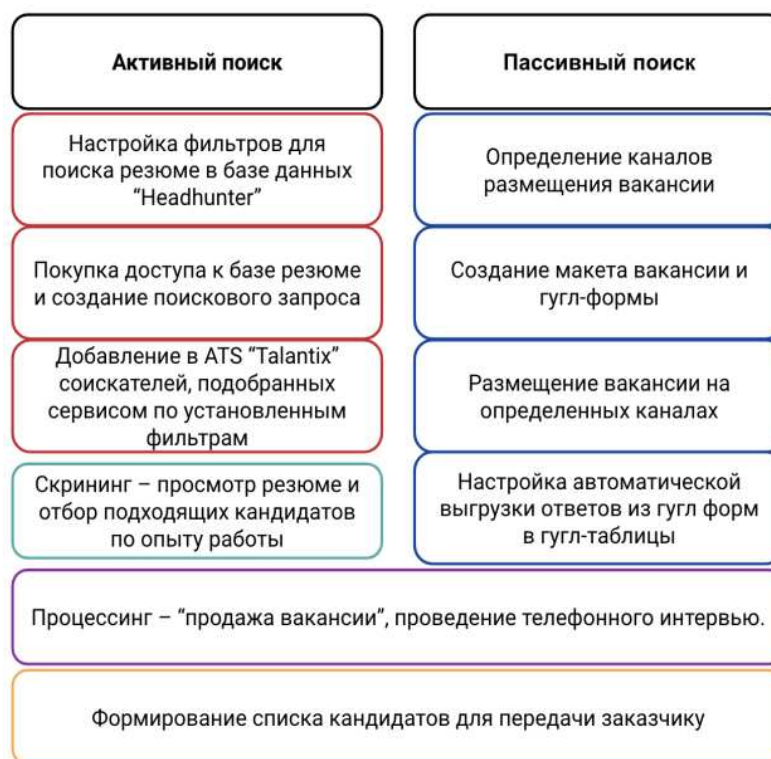 Активный поиск
Настройка фильтров для
поиска резюме в базе данных
“Headhunter”
Покупка доступа к базе резюме
и создание поискового запроса
Добавление в ATS “Talantix”
соискателей, подобранных
сервисом по установленным
фильтрам
Скрининг – просмотр резюме и
отбор подходящих кандидатов
по опыту работы
Пассивный поиск
Определение каналов
размещения вакансии
Создание макета вакансии и
гугл-формы
Размещение вакансии на
определенных каналах
Настройка автоматической
выгрузки ответов из гугл форм
в гугл-таблицы
Процессинг – “продажа вакансии”, проведение телефонного интервью.
Формирование списка кандидатов для передачи заказчику